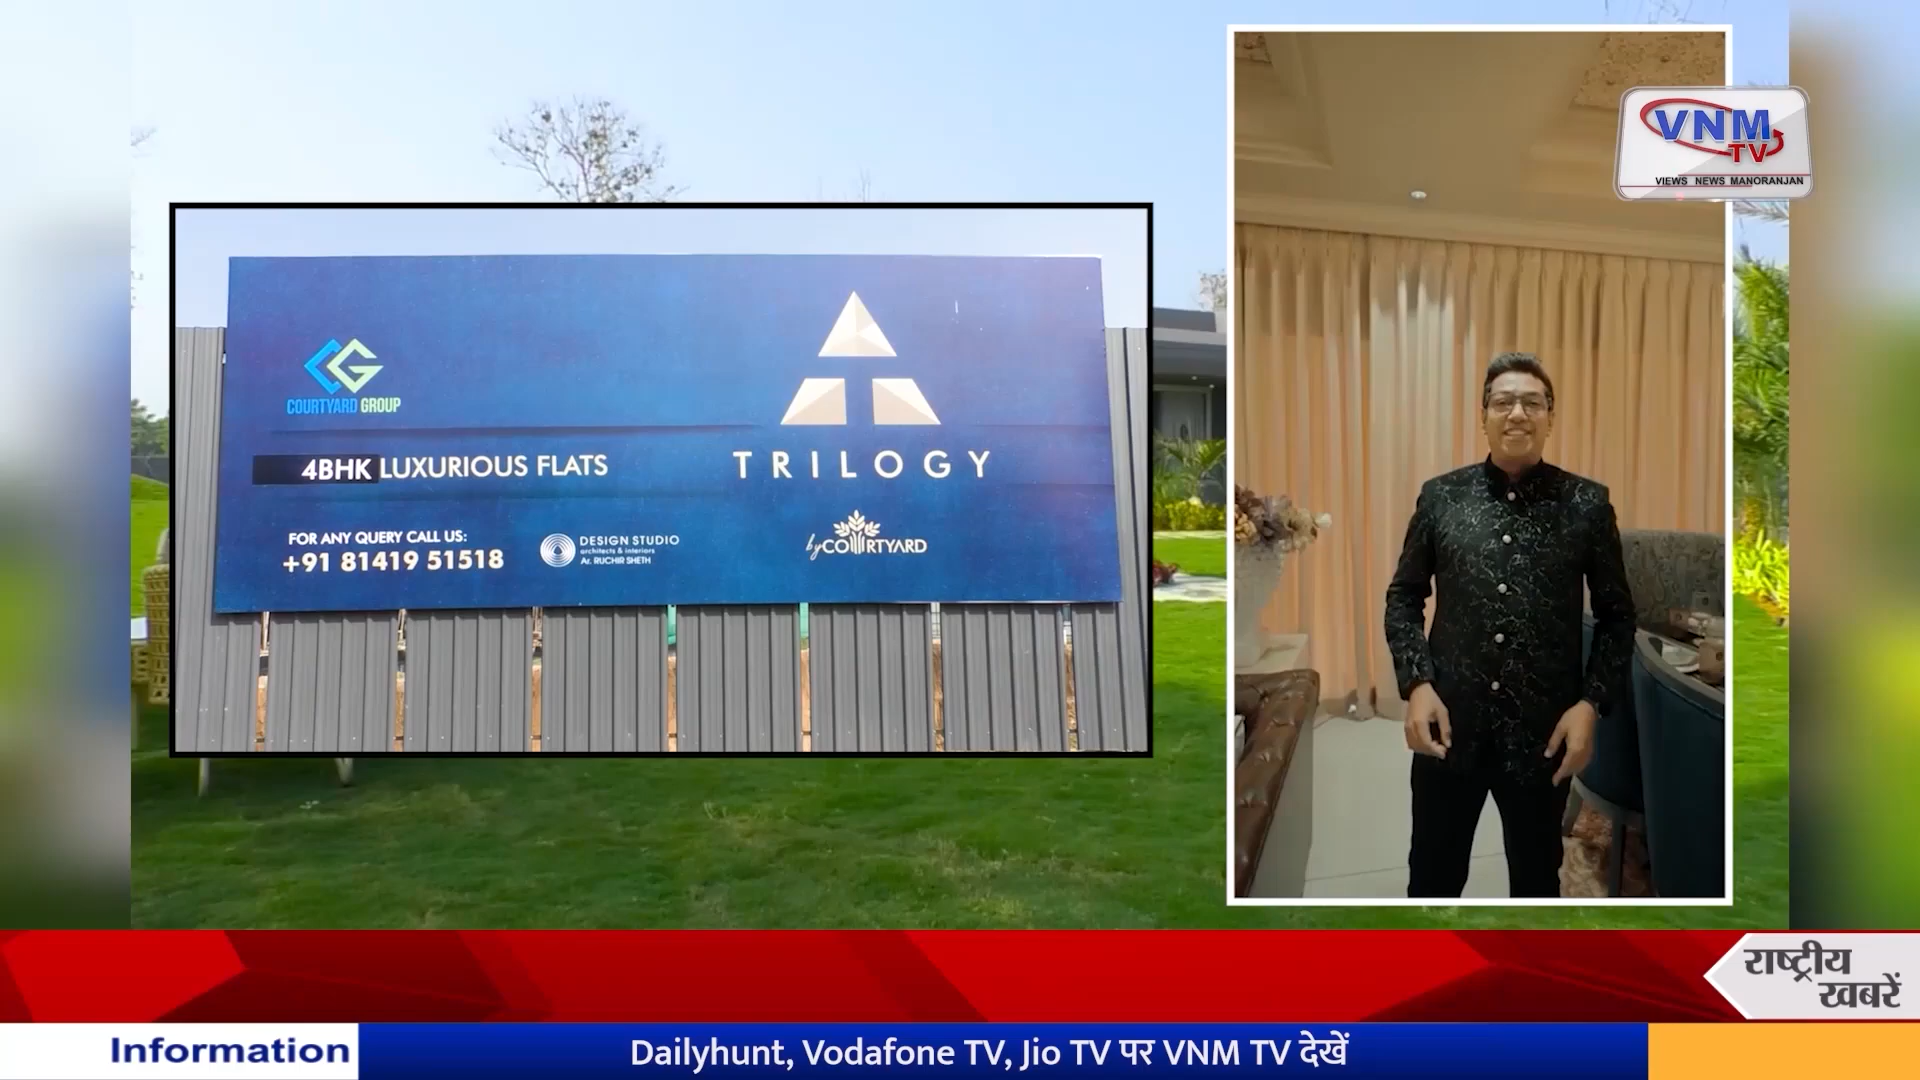 VNM
TV
VIEWS NEWS MANORANJAN
CG
COURTYARD GROUP
4BHK LUXURIOUS FLATS
FOR ANY QUERY CALL US:
+91 81419 51518
DESIGN STUDIO
architects & interiors
Ar. RUCHIR SHETH
TRILOGY
by COURTYARD
राष्ट्रीय
खबरें
Information
Dailyhunt, Vodafone TV, Jio TV पर VNM TV देखें